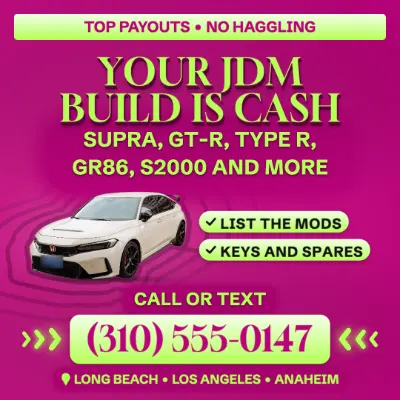 TOP PAYOUTS • NO HAGGLING
YOUR JDM
BUILD IS CASH
SUPRA, GT-R, TYPE R,
GR86, S2000 AND MORE
✓ LIST THE MODS
✓ KEYS AND SPARES
CALL OR TEXT
(310) 555-0147
LONG BEACH • LOS ANGELES • ANAHEIM